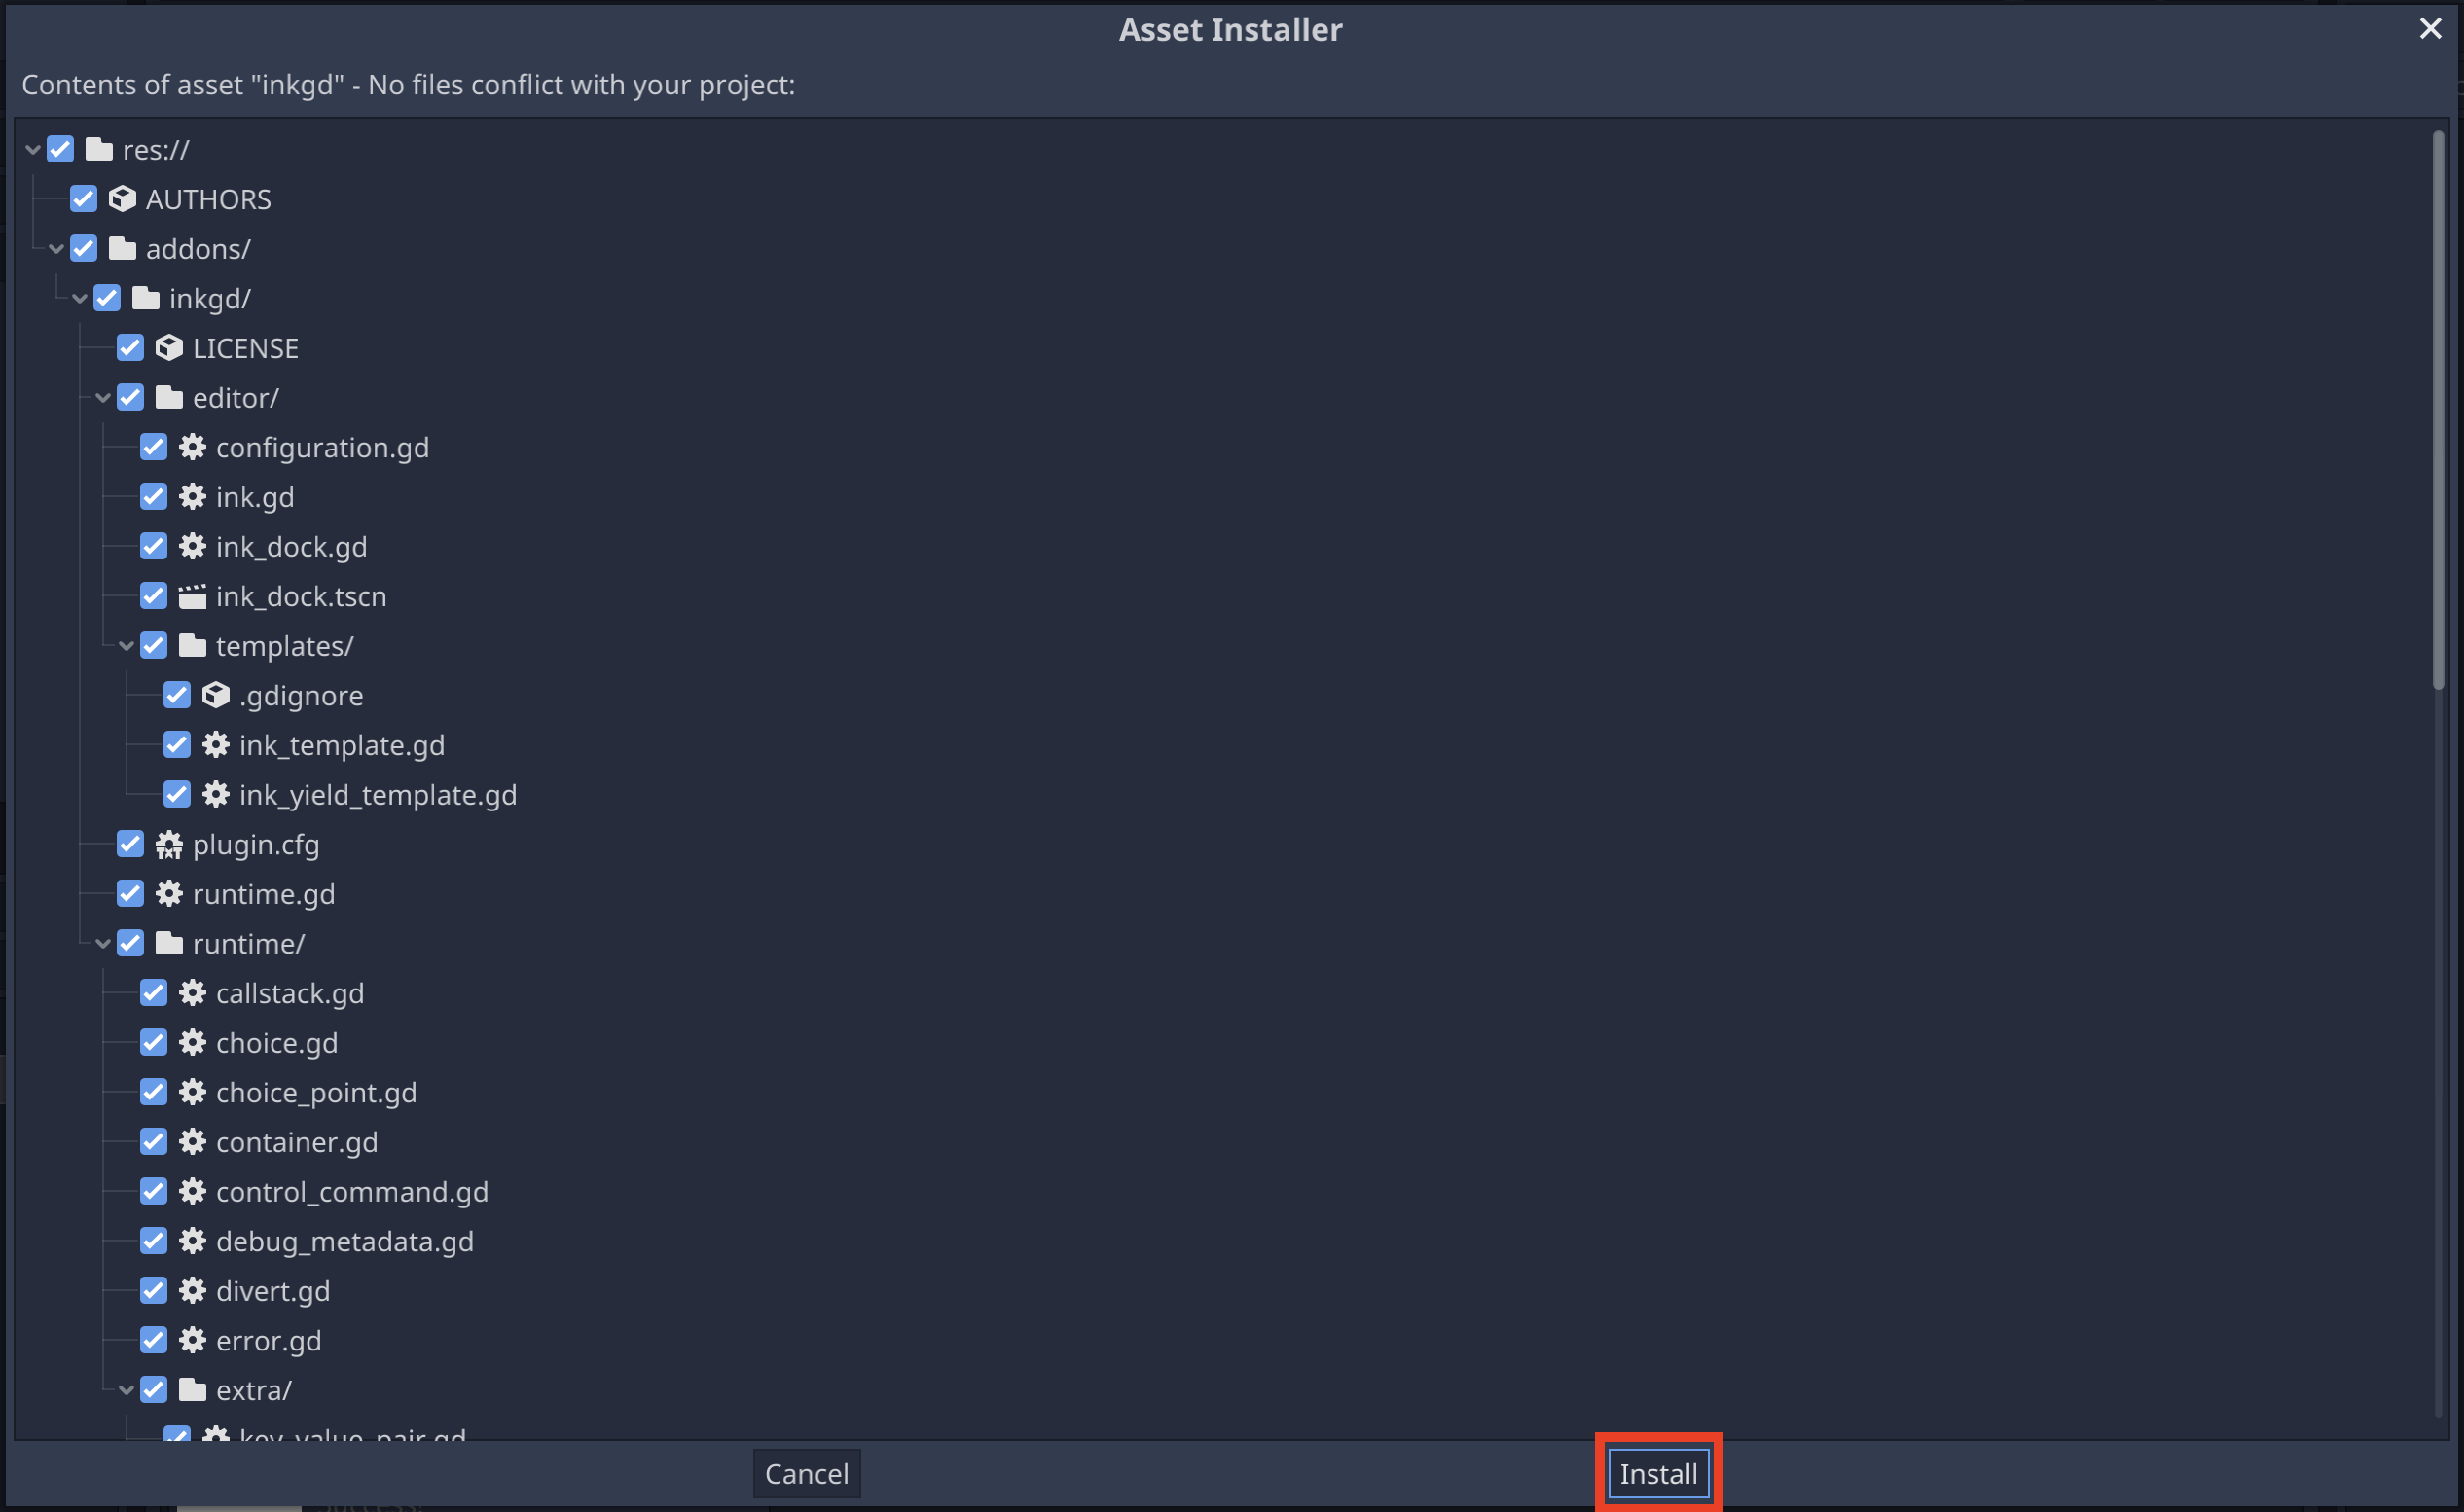 Asset Installer
Contents of asset "inkgd" - No files conflict with your project:
res://
AUTHORS
addons/
inkgd/
LICENSE
editor/
configuration.gd
ink.gd
ink_dock.gd
ink_dock.tscn
templates/
.gdignore
ink_template.gd
ink_yield_template.gd
plugin.cfg
runtime.gd
runtime/
callstack.gd
choice.gd
choice_point.gd
container.gd
control_command.gd
debug_metadata.gd
divert.gd
error.gd
extra/
key_value_pair.gd
Cancel Install